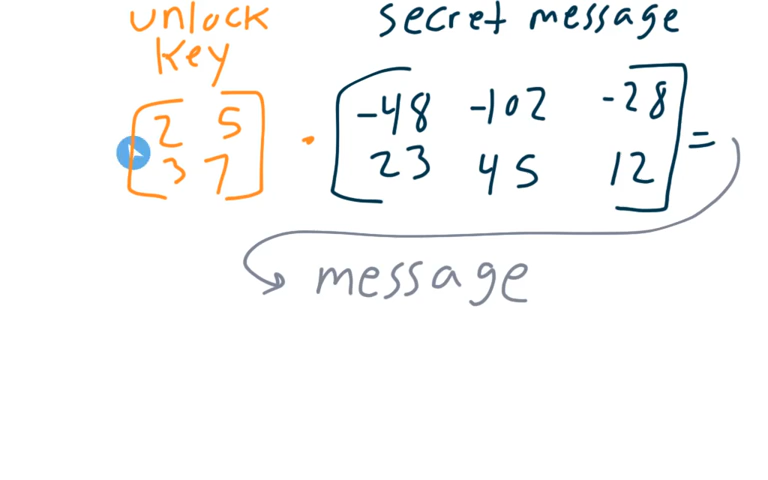 unlock key
secret message
[2 5
3 7]
· [-48 -102 -28
23 45 12] =
message